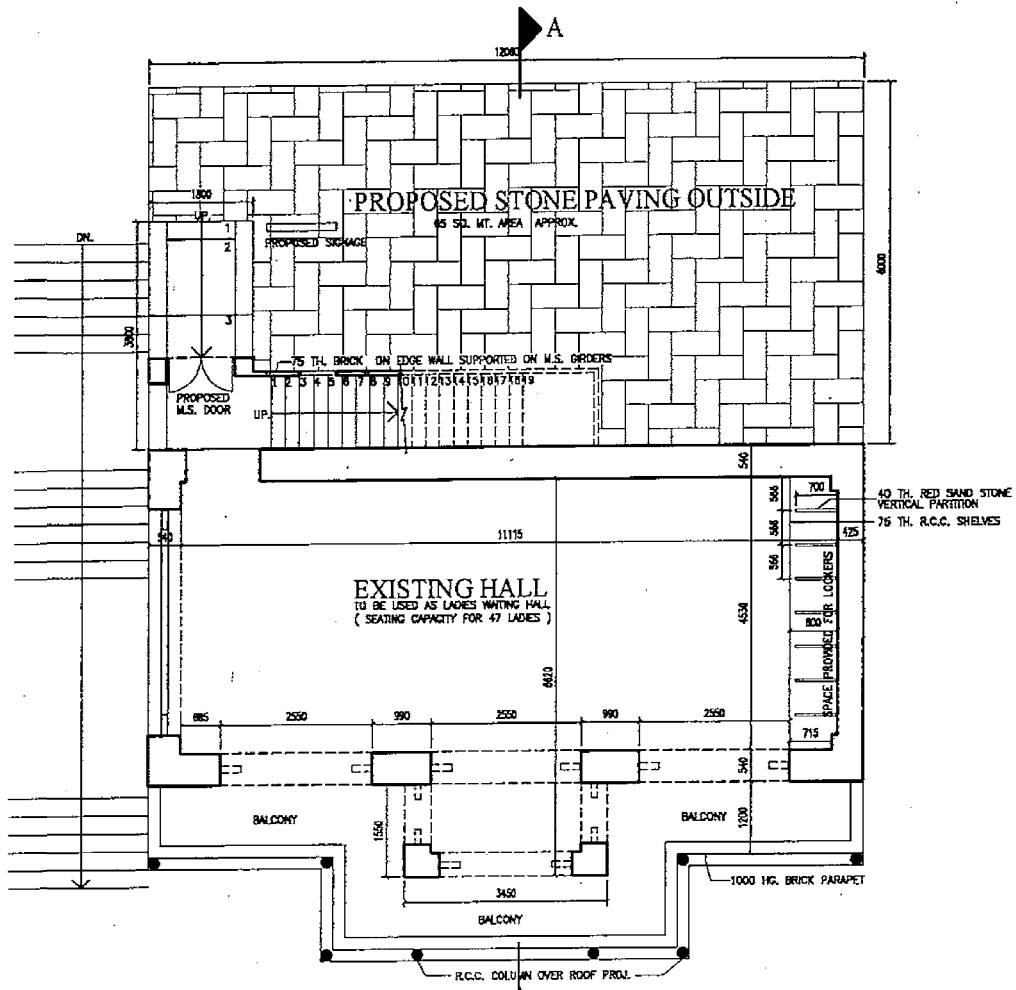 A
12080
PROPOSED STONE PAVING OUTSIDE
65 SQ. MT. AREA APPROX.
1800
UP.
1
2
3
PROPOSED SIGNAGE
DN.
3800
6000
75 TH. BRICK ON EDGE WALL SUPPORTED ON M.S. GIRDERS
PROPOSED
M.S. DOOR
1 2 3 4 5 6 7 8 9 10 11 12 13 14 15 16 17 18 19
UP.
540
700
40 TH. RED SAND STONE
VERTICAL PARTITION
75 TH. R.C.C. SHELVES
566
566
566
425
540
11115
EXISTING HALL
TO BE USED AS LADIES WAITING HALL
( SEATING CAPACITY FOR 47 LADIES )
4530
6620
800
SPACE PROVIDED FOR LOCKERS
685
2550
990
2550
990
2550
715
540
BALCONY
BALCONY
1200
1550
3450
1000 HG. BRICK PARAPET
BALCONY
R.C.C. COLUMN OVER ROOF PROJ.